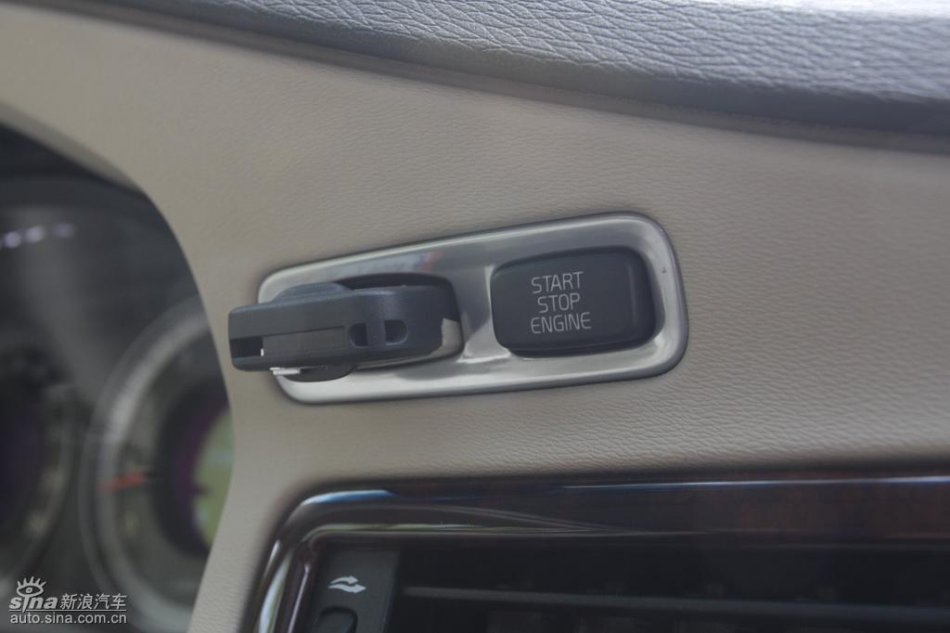 START
STOP
ENGINE
sina新浪汽车
auto.sina.com.cn